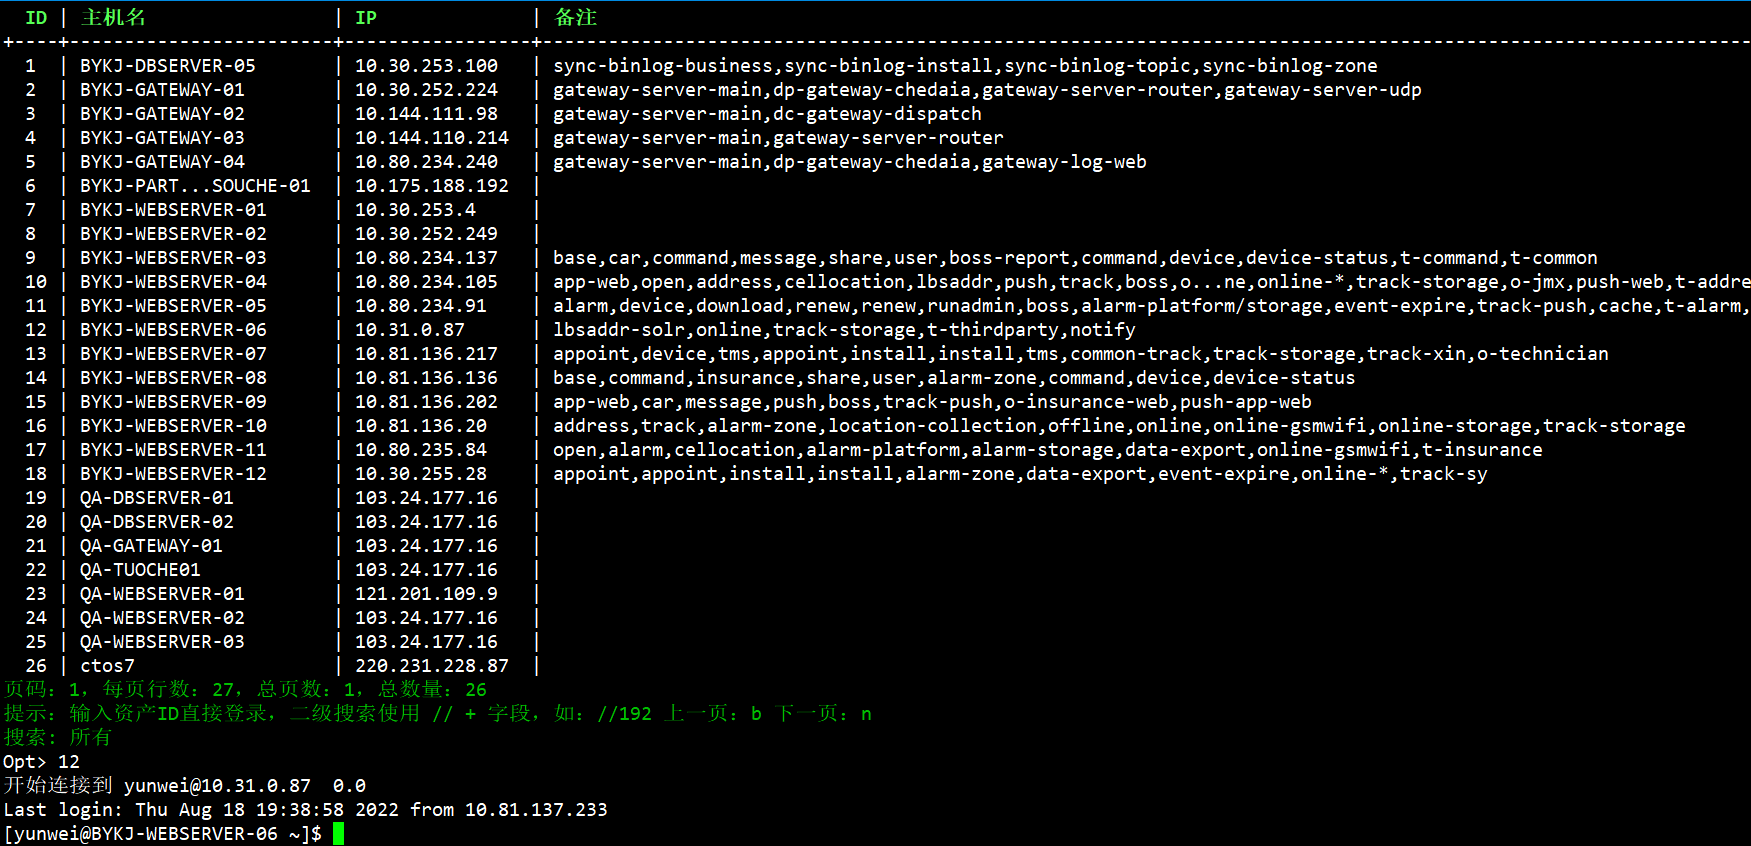 ID | 主机名 | IP | 备注
+----+------------------------+-----------------+--------------------------------------------------------------------------------------------------------------
1 | BYKJ-DBSERVER-05 | 10.30.253.100 | sync-binlog-business,sync-binlog-install,sync-binlog-topic,sync-binlog-zone
2 | BYKJ-GATEWAY-01 | 10.30.252.224 | gateway-server-main,dp-gateway-chedaia,gateway-server-router,gateway-server-udp
3 | BYKJ-GATEWAY-02 | 10.144.111.98 | gateway-server-main,dc-gateway-dispatch
4 | BYKJ-GATEWAY-03 | 10.144.110.214 | gateway-server-main,gateway-server-router
5 | BYKJ-GATEWAY-04 | 10.80.234.240 | gateway-server-main,dp-gateway-chedaia,gateway-log-web
6 | BYKJ-PART...SOUCHE-01 | 10.175.188.192 |
7 | BYKJ-WEBSERVER-01 | 10.30.253.4 |
8 | BYKJ-WEBSERVER-02 | 10.30.252.249 |
9 | BYKJ-WEBSERVER-03 | 10.80.234.137 | base,car,command,message,share,user,boss-report,command,device,device-status,t-command,t-common
10 | BYKJ-WEBSERVER-04 | 10.80.234.105 | app-web,open,address,cellocation,lbsaddr,push,track,boss,o...ne,online-*,track-storage,o-jmx,push-web,t-addre
11 | BYKJ-WEBSERVER-05 | 10.80.234.91 | alarm,device,download,renew,renew,runadmin,boss,alarm-platform/storage,event-expire,track-push,cache,t-alarm,
12 | BYKJ-WEBSERVER-06 | 10.31.0.87 | lbsaddr-solr,online,track-storage,t-thirdparty,notify
13 | BYKJ-WEBSERVER-07 | 10.81.136.217 | appoint,device,tms,appoint,install,install,tms,common-track,track-storage,track-xin,o-technician
14 | BYKJ-WEBSERVER-08 | 10.81.136.136 | base,command,insurance,share,user,alarm-zone,command,device,device-status
15 | BYKJ-WEBSERVER-09 | 10.81.136.202 | app-web,car,message,push,boss,track-push,o-insurance-web,push-app-web
16 | BYKJ-WEBSERVER-10 | 10.81.136.20 | address,track,alarm-zone,location-collection,offline,online,online-gsmwifi,online-storage,track-storage
17 | BYKJ-WEBSERVER-11 | 10.80.235.84 | open,alarm,cellocation,alarm-platform,alarm-storage,data-export,online-gsmwifi,t-insurance
18 | BYKJ-WEBSERVER-12 | 10.30.255.28 | appoint,appoint,install,install,alarm-zone,data-export,event-expire,online-*,track-sy
19 | QA-DBSERVER-01 | 103.24.177.16 |
20 | QA-DBSERVER-02 | 103.24.177.16 |
21 | QA-GATEWAY-01 | 103.24.177.16 |
22 | QA-TUOCHE01 | 103.24.177.16 |
23 | QA-WEBSERVER-01 | 121.201.109.9 |
24 | QA-WEBSERVER-02 | 103.24.177.16 |
25 | QA-WEBSERVER-03 | 103.24.177.16 |
26 | ctos7 | 220.231.228.87 |
页码: 1, 每页行数: 27, 总页数: 1, 总数量: 26
提示: 输入资产ID直接登录, 二级搜索使用 // + 字段, 如: //192 上一页: b 下一页: n
搜索: 所有
Opt> 12
开始连接到 yunwei@10.31.0.87 0.0
Last login: Thu Aug 18 19:38:58 2022 from 10.81.137.233
[yunwei@BYKJ-WEBSERVER-06 ~]$